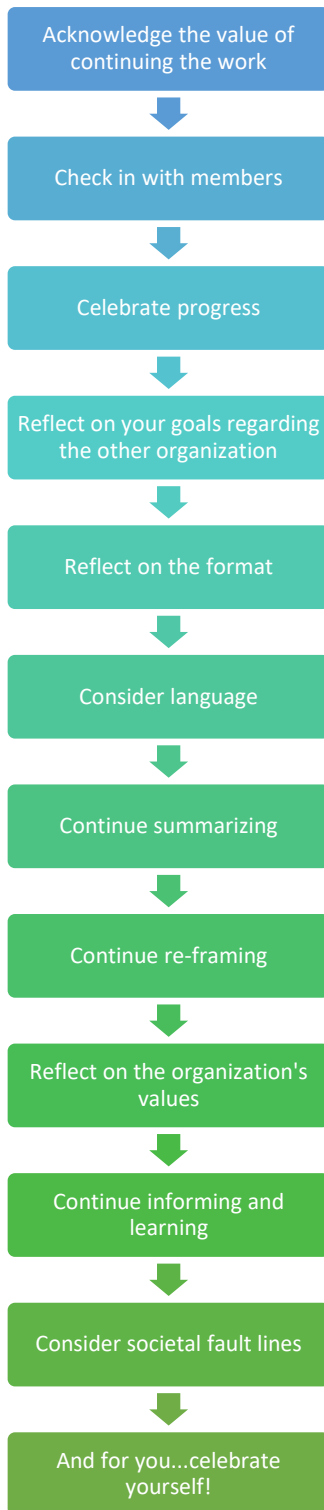 Acknowledge the value of
continuing the work
Check in with members
Celebrate progress
Reflect on your goals regarding
the other organization
Reflect on the format
Consider language
Continue summarizing
Continue re-framing
Reflect on the organization's
values
Continue informing and
learning
Consider societal fault lines
And for you...celebrate
yourself!